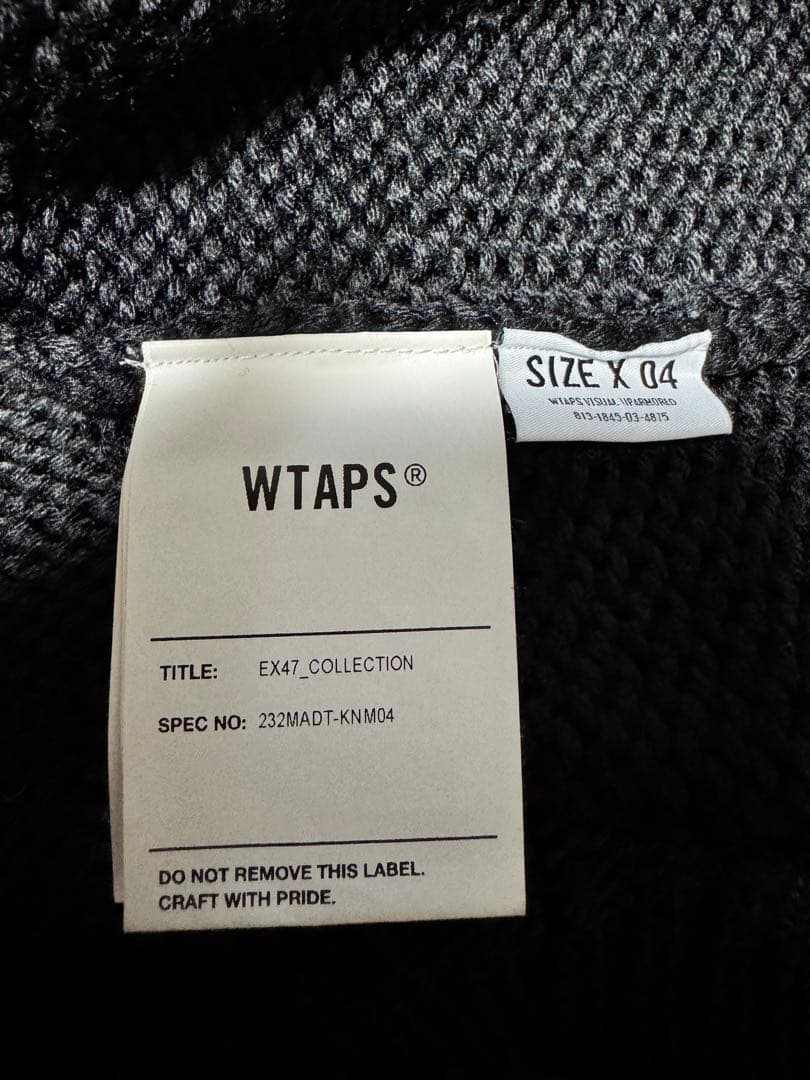 SIZE X 04
WTAPS VISUAL UPARMORED
813-1845-03-4875
WTAPS®
TITLE: EX47_COLLECTION
SPEC NO: 232MADT-KNM04
DO NOT REMOVE THIS LABEL.
CRAFT WITH PRIDE.